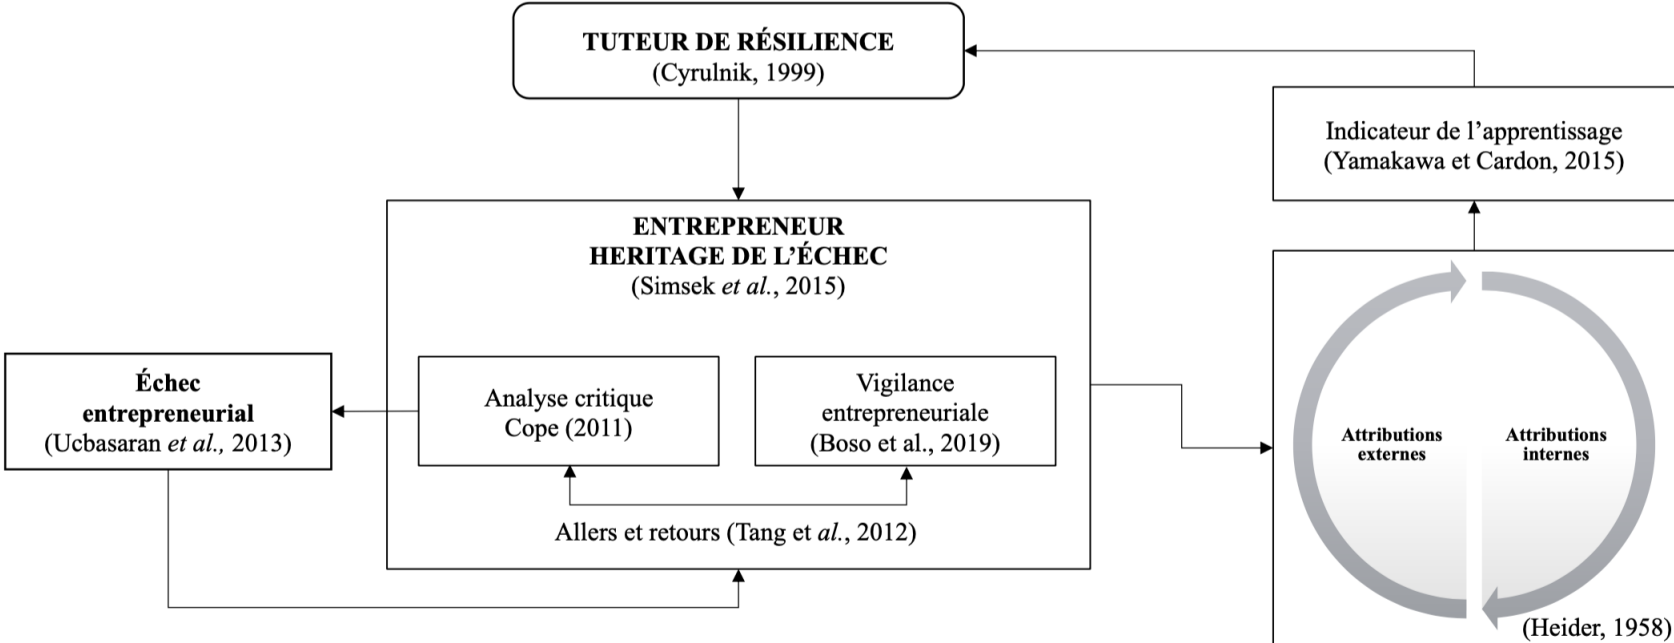 TUTEUR DE RÉSILIENCE
(Cyrulnik, 1999)
Indicateur de l’apprentissage
(Yamakawa et Cardon, 2015)
ENTREPRENEUR
HERITAGE DE L’ÉCHEC
(Simsek et al., 2015)
Échec
entrepreneurial
(Ucbasaran et al., 2013)
Analyse critique
Cope (2011)
Vigilance
entrepreneuriale
(Boso et al., 2019)
Allers et retours (Tang et al., 2012)
Attributions
externes
Attributions
internes
(Heider, 1958)